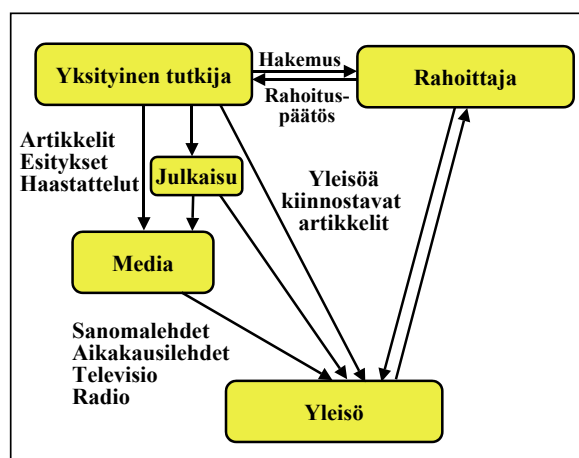 Yksityinen tutkija
Hakemus
Rahoitus-
päätös
Rahoittaja
Artikkelit
Esitykset
Haastattelut
Julkaisu
Yleisöä
kiinnostavat
artikkelit
Media
Sanomalehdet
Aikakausilehdet
Televisio
Radio
Yleisö